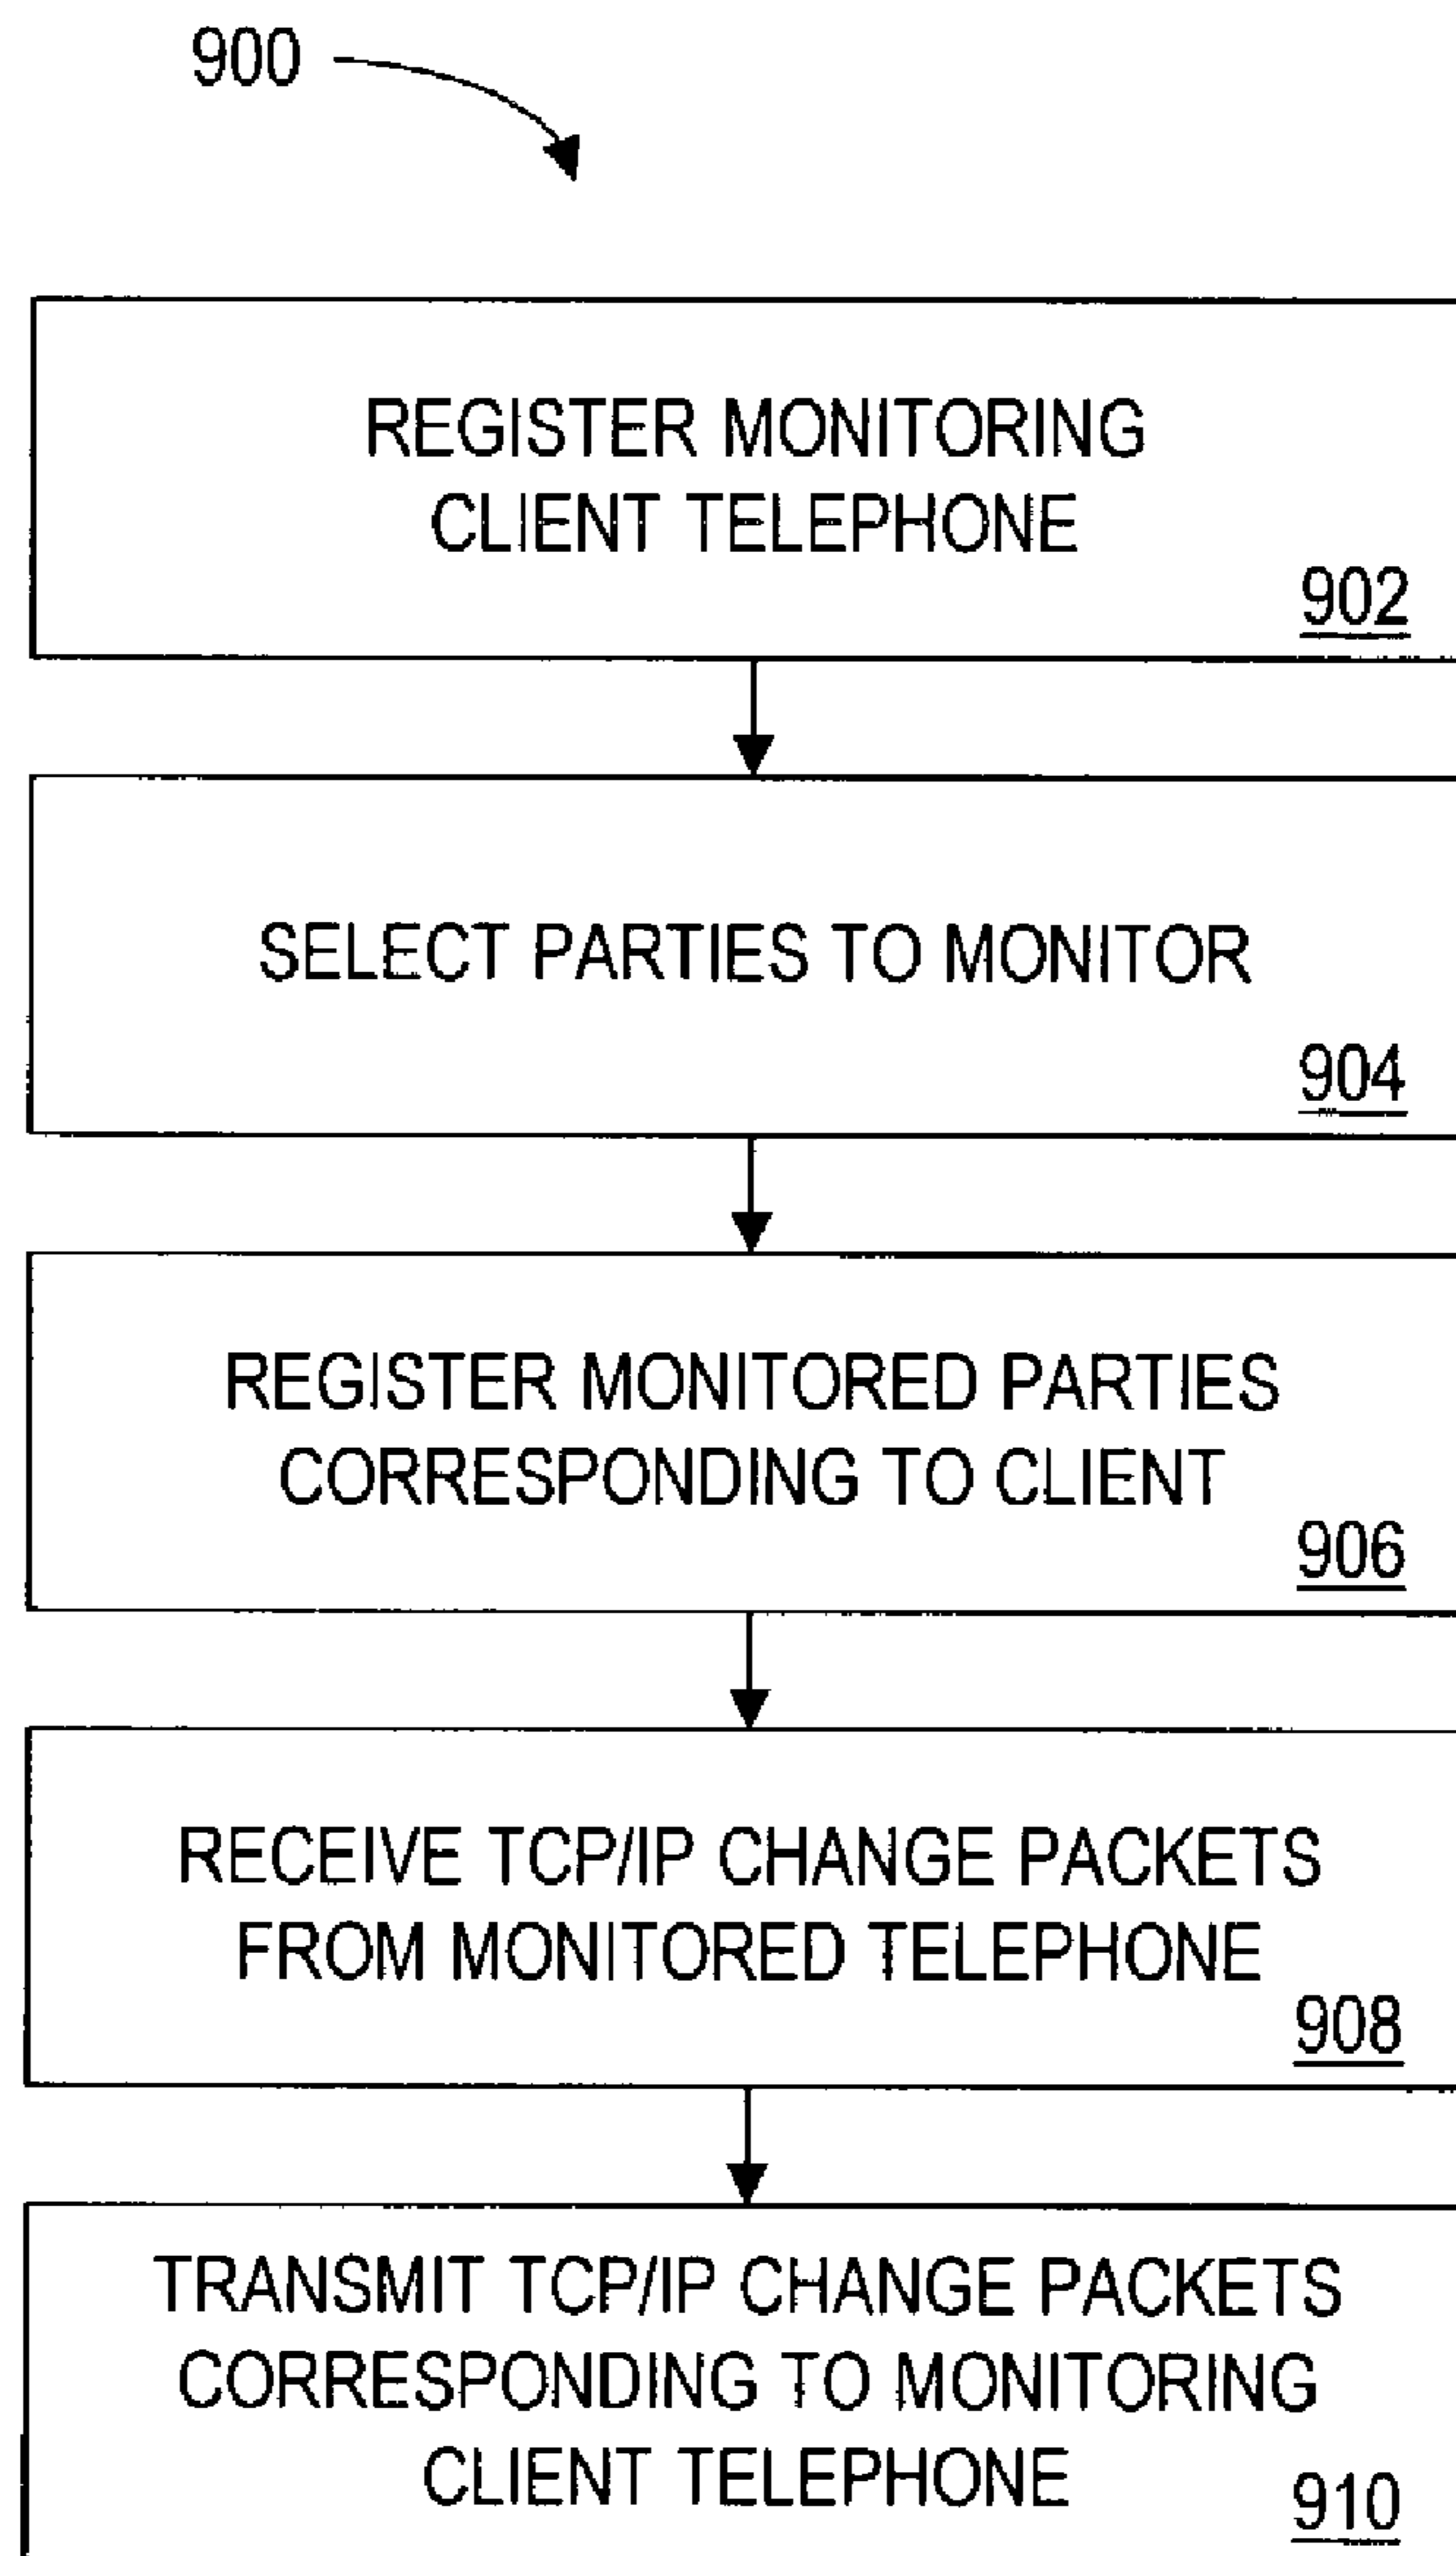 900
REGISTER MONITORING
CLIENT TELEPHONE
902
SELECT PARTIES TO MONITOR
904
REGISTER MONITORED PARTIES
CORRESPONDING TO CLIENT
906
RECEIVE TCP/IP CHANGE PACKETS
FROM MONITORED TELEPHONE
908
TRANSMIT TCP/IP CHANGE PACKETS
CORRESPONDING TO MONITORING
CLIENT TELEPHONE
910